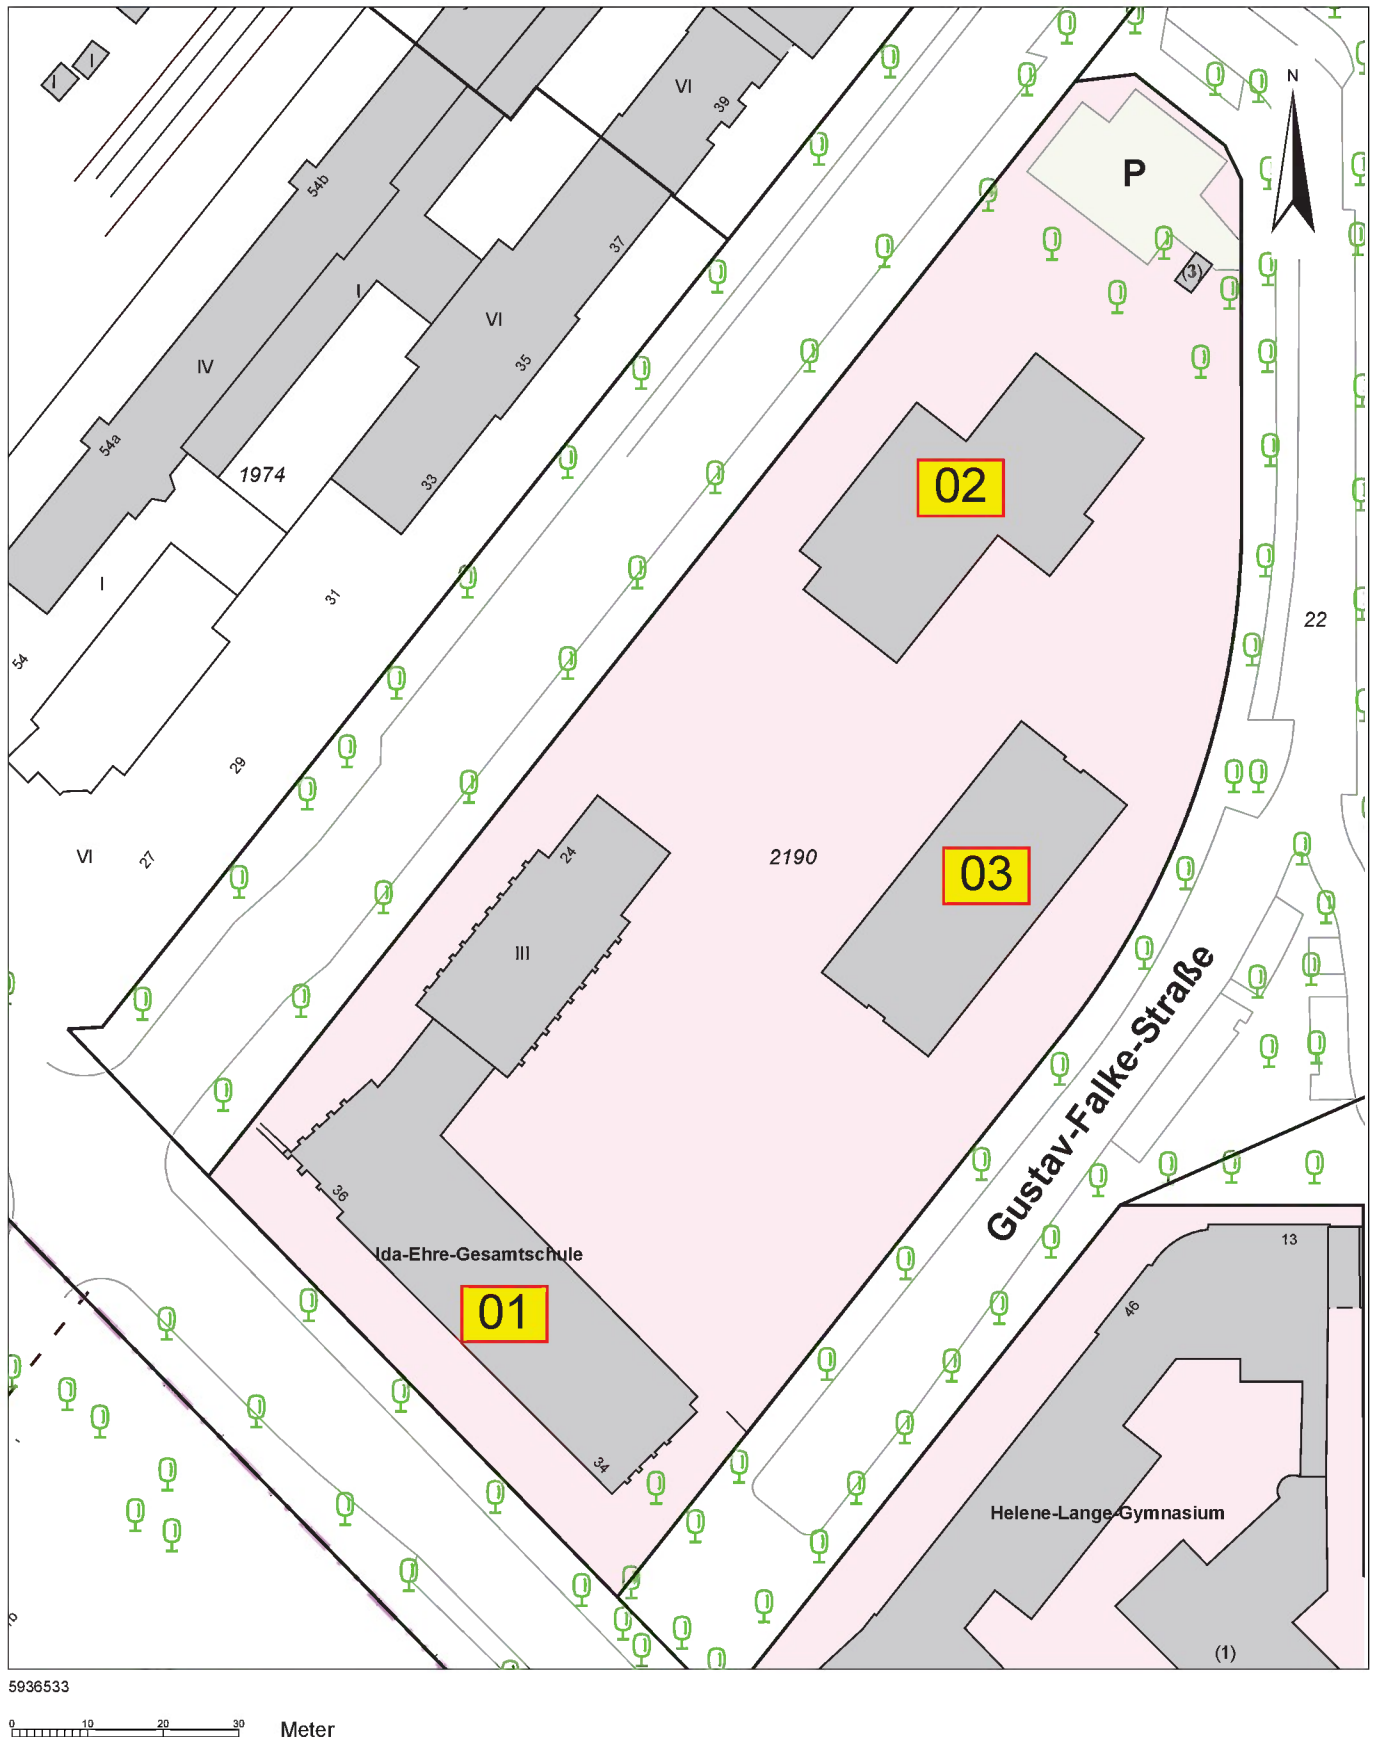 N
VI
39
P
54b
(3)
37
I
VI
35
IV
54a
1974
33
02
I
31
22
54
29
2190
VI
27
24
03
III
Gustav-Falke-Straße
36
13
Ida-Ehre-Gesamtschule
01
46
34
Helene-Lange-Gymnasium
(1)
5936533
0 10 20 30 Meter